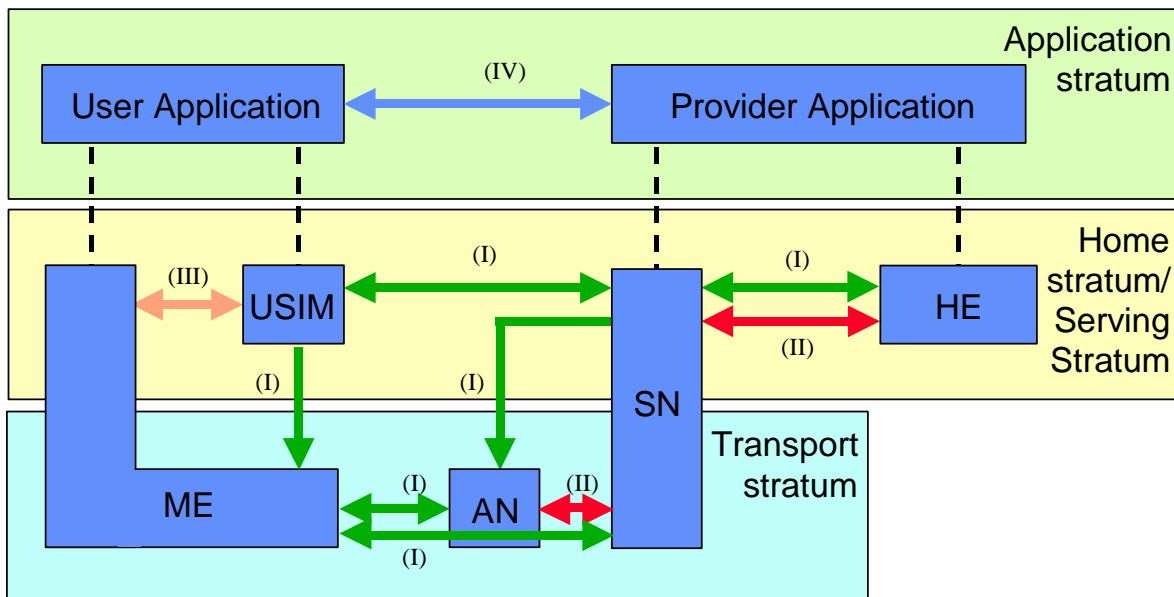 Application
stratum
(IV)
User Application
Provider Application
Home
stratum/
Serving
Stratum
(I)
(I)
(III)
USIM
HE
(II)
(I)
(I)
SN
Transport
stratum
(I)
(II)
ME
AN
(I)